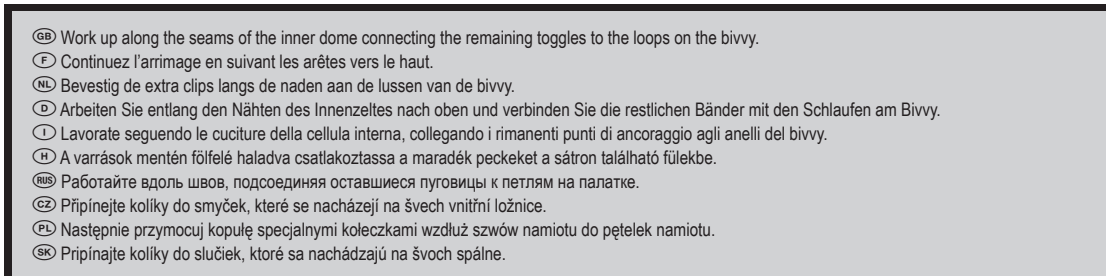 GB Work up along the seams of the inner dome connecting the remaining toggles to the loops on the bivvy.
F Continuez l'arrimage en suivant les arêtes vers le haut.
NL Bevestig de extra clips langs de naden aan de lussen van de bivvy.
D Arbeiten Sie entlang den Nähten des Innenzeltes nach oben und verbinden Sie die restlichen Bänder mit den Schlaufen am Bivvy.
I Lavorate seguendo le cuciture della cellula interna, collegando i rimanenti punti di ancoraggio agli anelli del bivvy.
H A varrások mentén fölfelé haladva csatlakoztassa a maradék peckeket a sátron található fülekbe.
RUS Работайте вдоль швов, подсоединяя оставшиеся пуговицы к петлям на палатке.
CZ Připínejte kolíky do smyček, které se nacházejí na švech vnitřní ložnice.
PL Następnie przymocuj kopułę specjalnymi kołeczkami wzdłuż szwów namiotu do pętelek namiotu.
SK Pripínajte kolíky do slučiek, ktoré sa nachádzajú na švoch spálne.